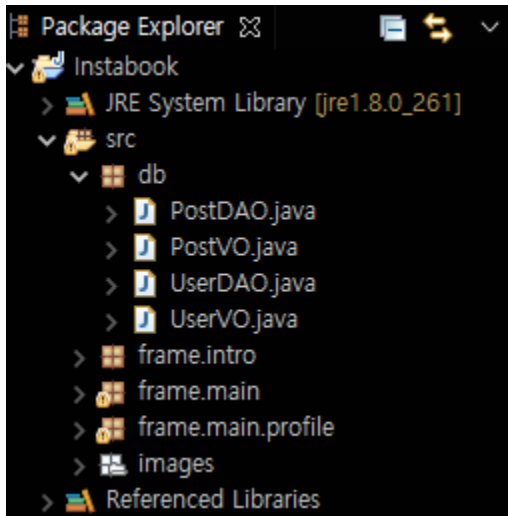 Package Explorer
Instabook
JRE System Library [jre1.8.0_261]
src
db
PostDAO.java
PostVO.java
UserDAO.java
UserVO.java
frame.intro
frame.main
frame.main.profile
images
Referenced Libraries